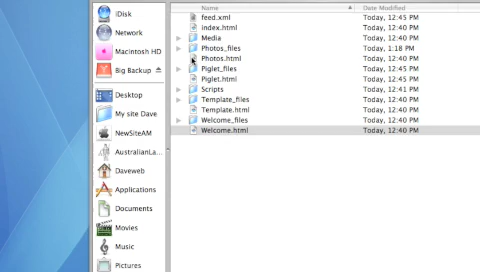 Name Date Modified
feed.xml Today, 12:45 PM
index.html Today, 12:40 PM
Media Today, 12:40 PM
Photos_files Today, 1:18 PM
Photos.html Today, 12:40 PM
Piglet_files Today, 12:45 PM
Piglet.html Today, 12:40 PM
Scripts Today, 12:41 PM
Template_files Today, 12:40 PM
Template.html Today, 12:40 PM
Welcome_files Today, 12:40 PM
Welcome.html Today, 12:40 PM
iDisk
Network
Macintosh HD
Big Backup
Desktop
My site Dave
NewSiteAM
AustralianLa...
Daveweb
Applications
Documents
Movies
Music
Pictures